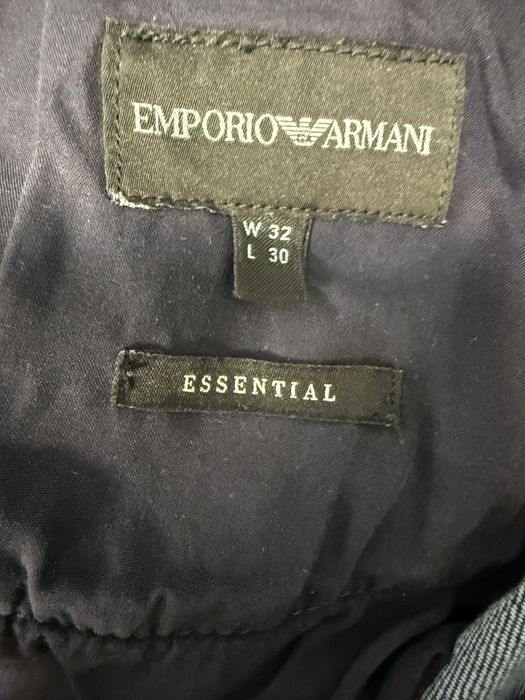 EMPORIO ARMANI
W 32
L 30
ESSENTIAL